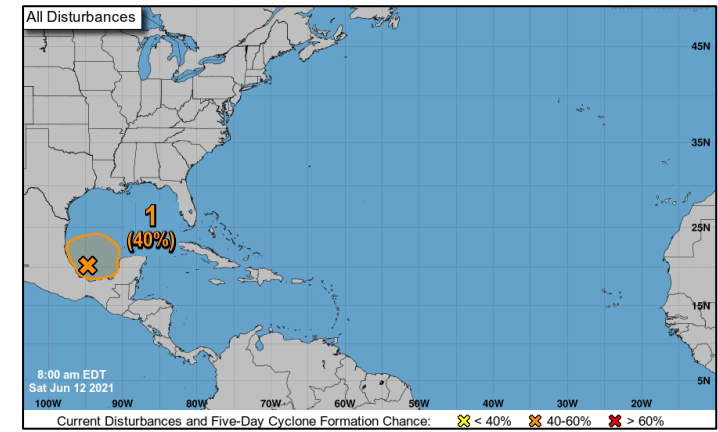 All Disturbances
45N
35N
1
25N
(40%)
15N
8:00 am EDT
Sat Jun 12 2021
5N
100W 90W 80W 70W 60W 50W 40W 30W 20W
Current Disturbances and Five-Day Cyclone Formation Chance: < 40% 40-60% > 60%